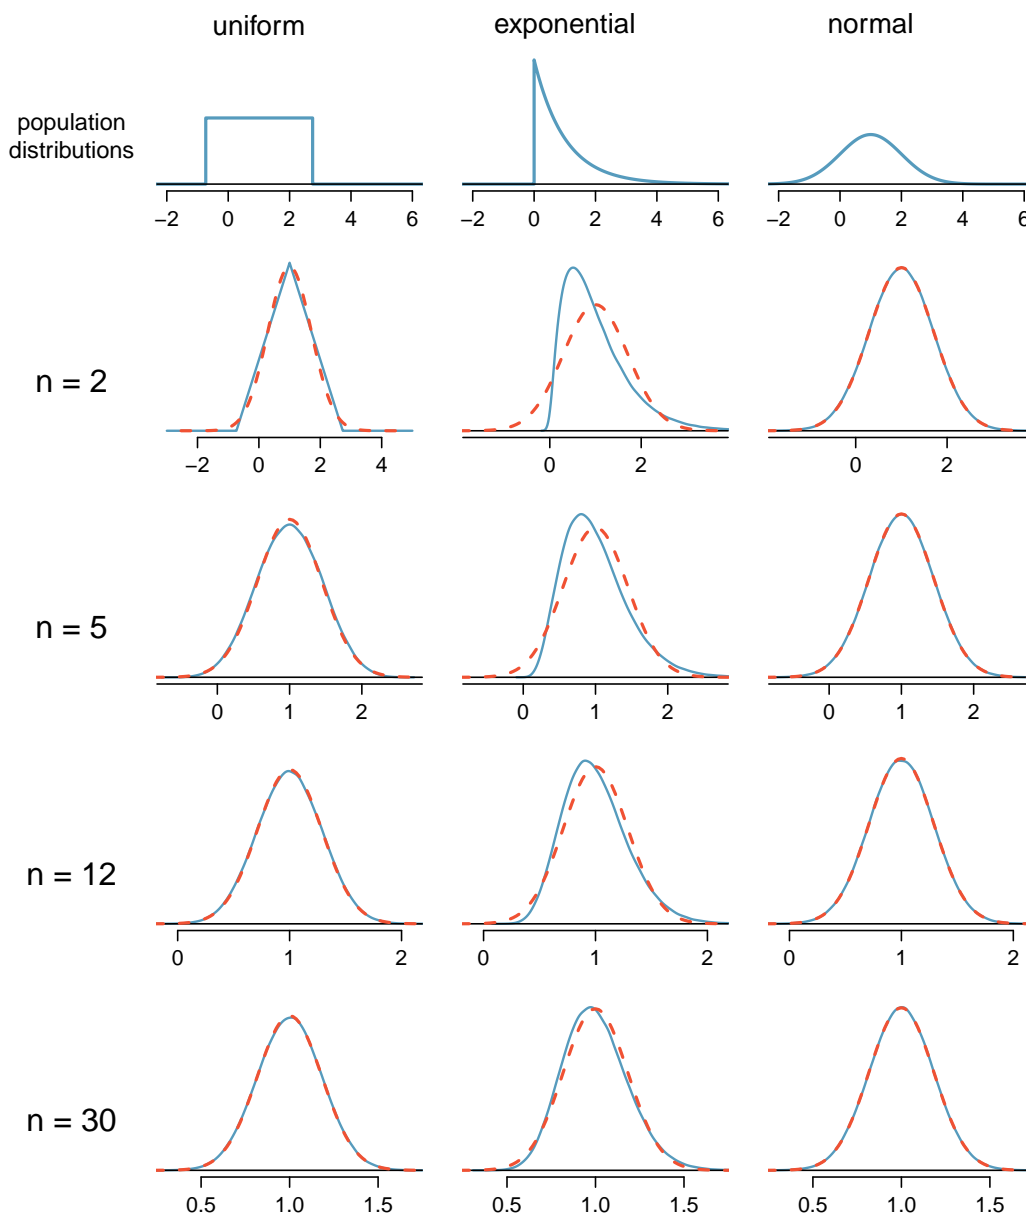 uniform exponential normal
population
distributions
−2 0 2 4 6 −2 0 2 4 6 −2 0 2 4 6
n = 2
−2 0 2 4 0 2 0 2
n = 5
0 1 2 0 1 2 0 1 2
n = 12
0 1 2 0 1 2 0 1 2
n = 30
0.5 1.0 1.5 0.5 1.0 1.5 0.5 1.0 1.5